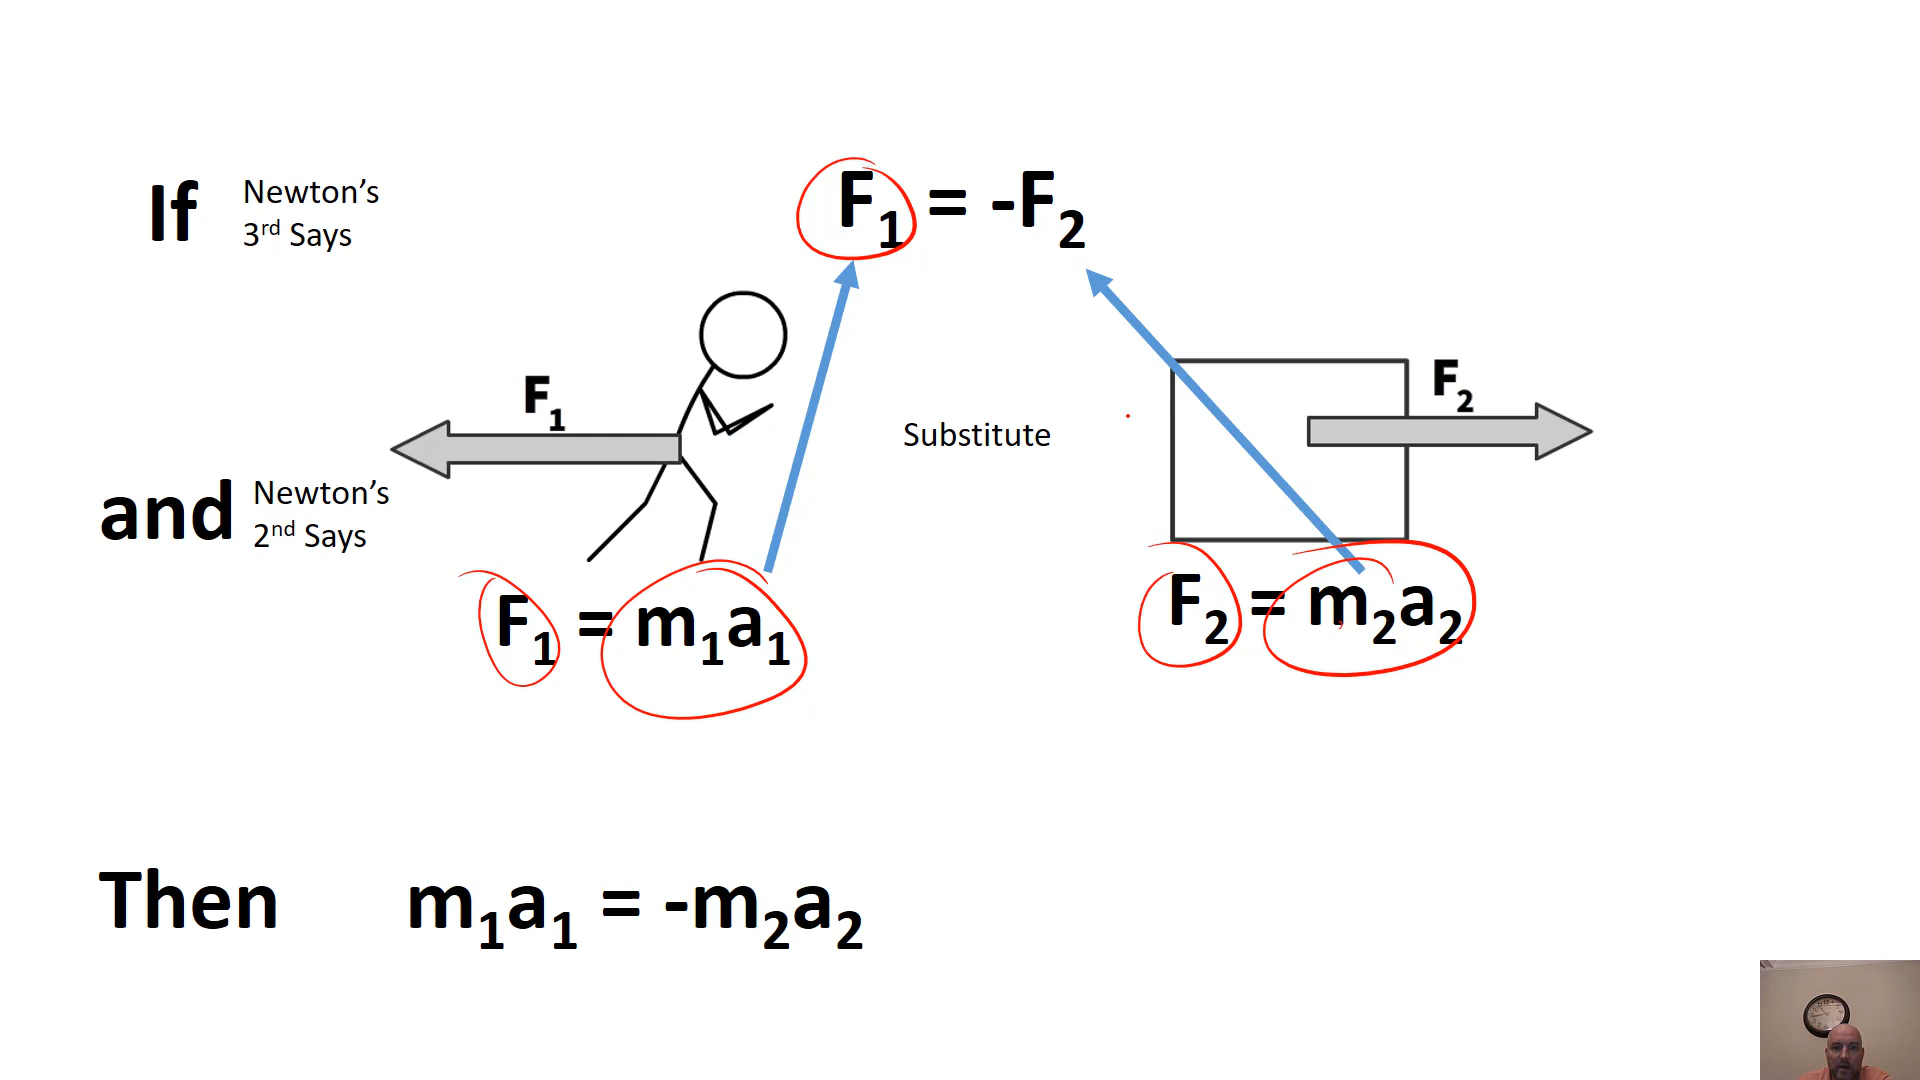 If Newton’s
3rd Says
F1 = -F2
F1
Substitute
F2
and Newton’s
2nd Says
F1 = m1a1
F2 = m2a2
Then m1a1 = -m2a2